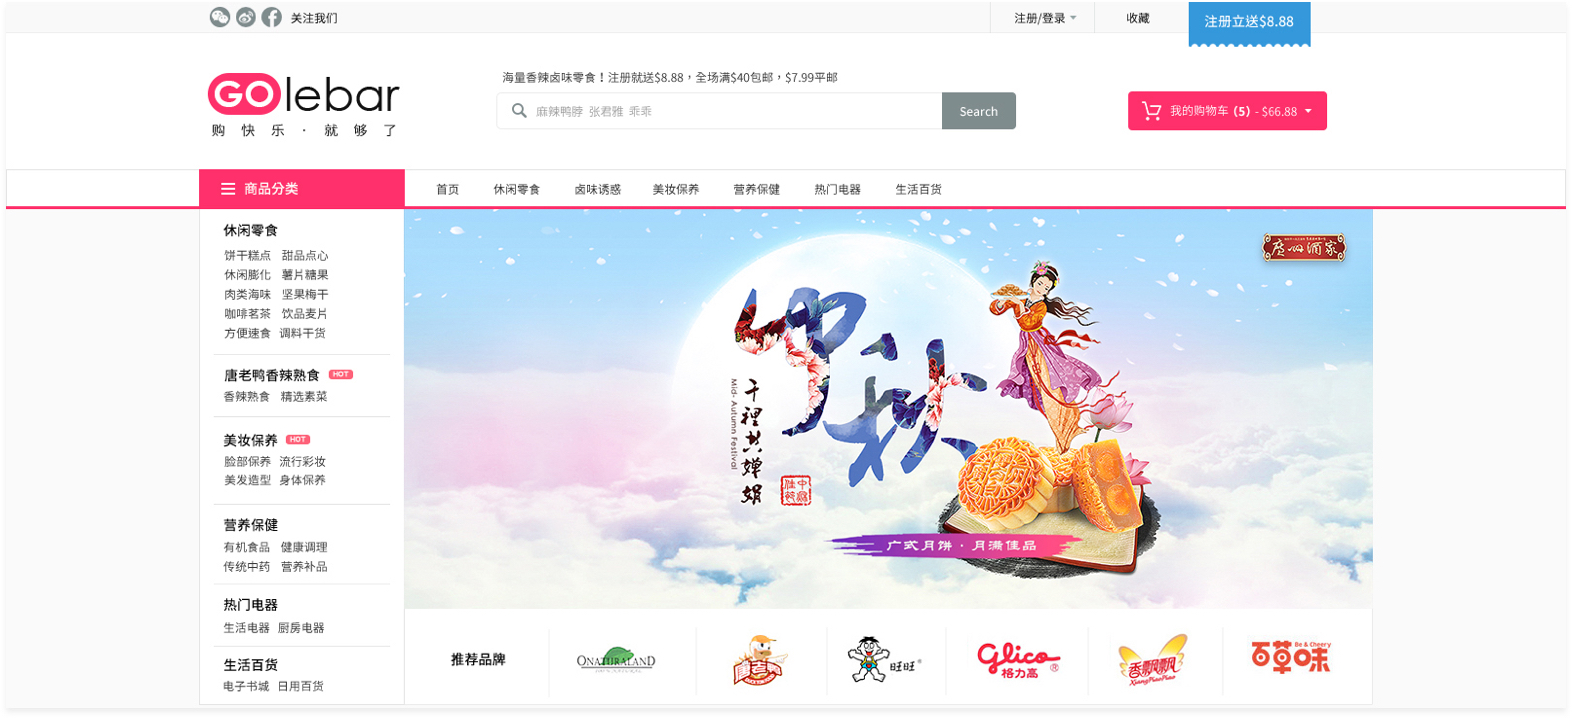 关注我们
注册/登录
收藏
注册立送$8.88
GOlebar
购快乐·就够了
海量香辣卤味零食！注册就送$8.88，全场满$40包邮，$7.99平邮
麻辣鸭脖 张君雅 乖乖
Search
我的购物车 (5) - $66.88
商品分类
首页
休闲零食
卤味诱惑
美妆保养
营养保健
热门电器
生活百货
休闲零食
饼干糕点 甜品点心
休闲膨化 薯片糖果
肉类海味 坚果梅干
咖啡茗茶 饮品麦片
方便速食 调料干货
唐老鸭香辣熟食 HOT
香辣熟食 精选素菜
美妆保养 HOT
脸部保养 流行彩妆
美发造型 身体保养
营养保健
有机食品 健康调理
传统中药 营养补品
热门电器
生活电器 厨房电器
生活百货
电子书城 日用百货
广州酒家
中秋
Mid- Autumn Festival
千裡共婵娟
广式月饼·月满佳品
推荐品牌
ONATURALAND
唐老鸭
旺旺®
Glico
格力高®
香飘飘
XiangPiaoPiao
Be & Cheery
百草味